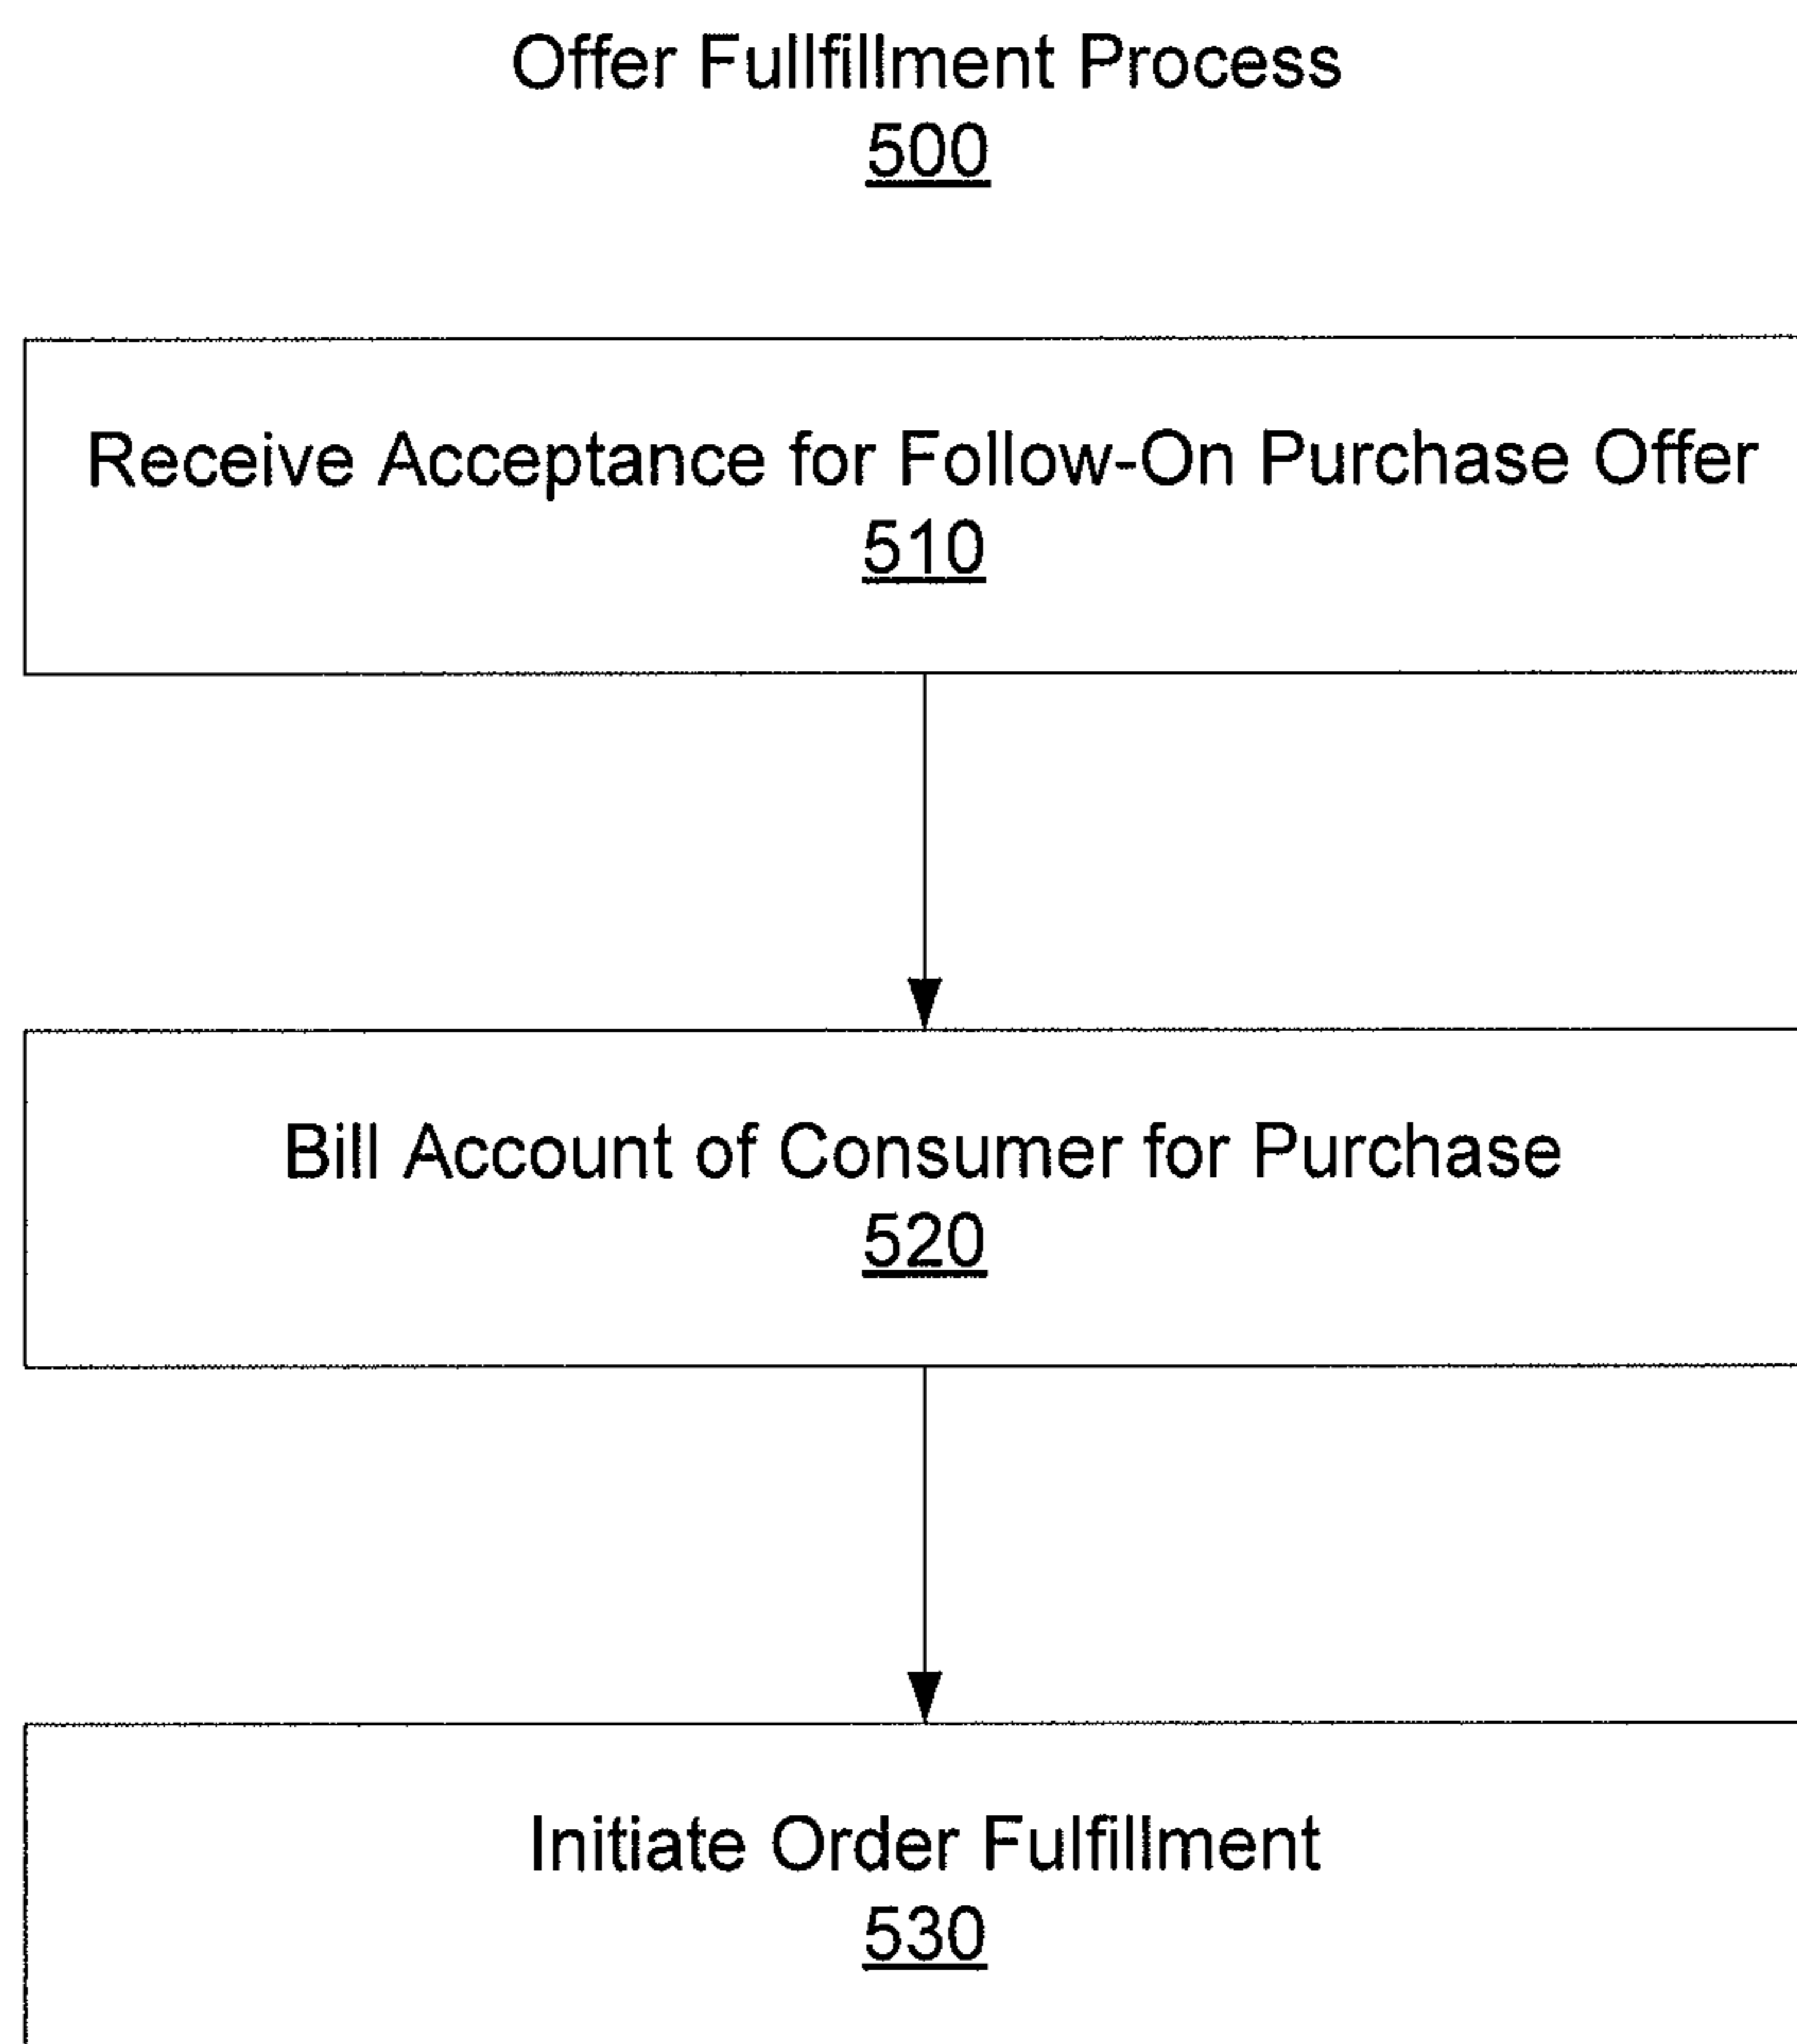 Offer Fullfillment Process
500
Receive Acceptance for Follow-On Purchase Offer
510
Bill Account of Consumer for Purchase
520
Initiate Order Fulfillment
530